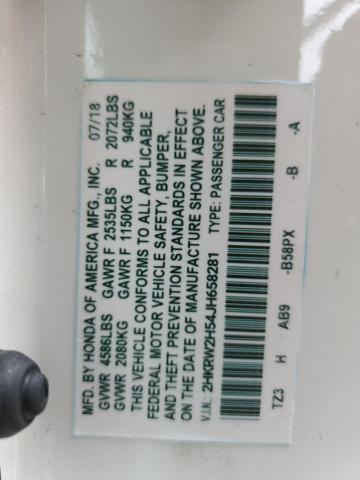 MFD. BY HONDA OF AMERICA MFG., INC. 07/18
GVWR 4586LBS GAWR F 2535LBS R 2072LBS
GVWR 2080KG GAWR F 1150KG R 940KG
THIS VEHICLE CONFORMS TO ALL APPLICABLE
FEDERAL MOTOR VEHICLE SAFETY, BUMPER,
AND THEFT PREVENTION STANDARDS IN EFFECT
ON THE DATE OF MANUFACTURE SHOWN ABOVE.
V.I.N.: 2HKRW2H54JH658281 TYPE: PASSENGER CAR
TZ3 H AB9 -B58PX -B -A